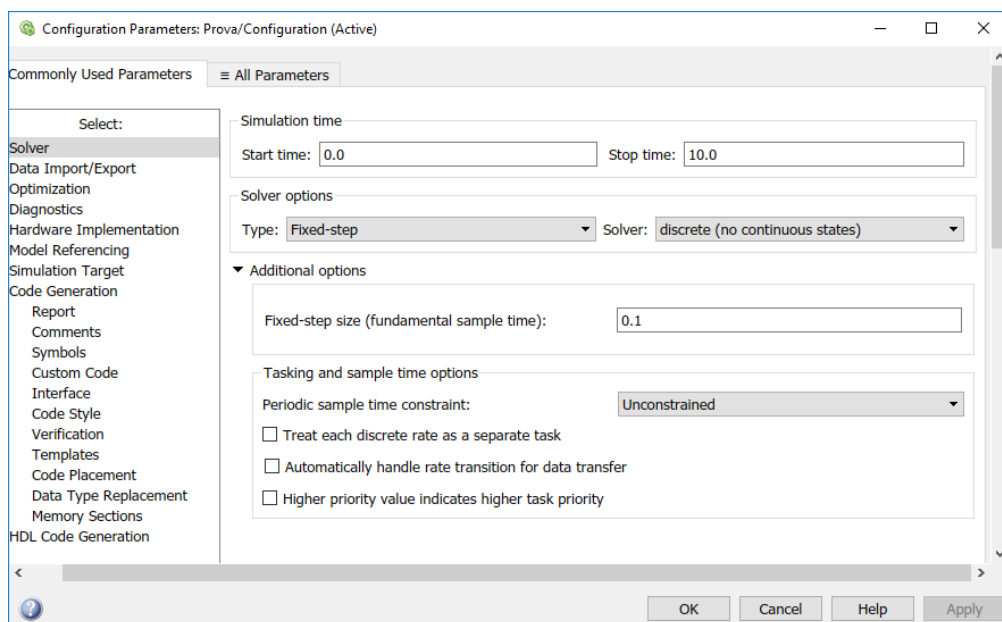 Configuration Parameters: Prova/Configuration (Active)
Commonly Used Parameters
≡ All Parameters
Select:
Solver
Data Import/Export
Optimization
Diagnostics
Hardware Implementation
Model Referencing
Simulation Target
Code Generation
Report
Comments
Symbols
Custom Code
Interface
Code Style
Verification
Templates
Code Placement
Data Type Replacement
Memory Sections
HDL Code Generation
Simulation time
Start time: 0.0 Stop time: 10.0
Solver options
Type: Fixed-step Solver: discrete (no continuous states)
Additional options
Fixed-step size (fundamental sample time): 0.1
Tasking and sample time options
Periodic sample time constraint: Unconstrained
Treat each discrete rate as a separate task
Automatically handle rate transition for data transfer
Higher priority value indicates higher task priority
OK Cancel Help Apply